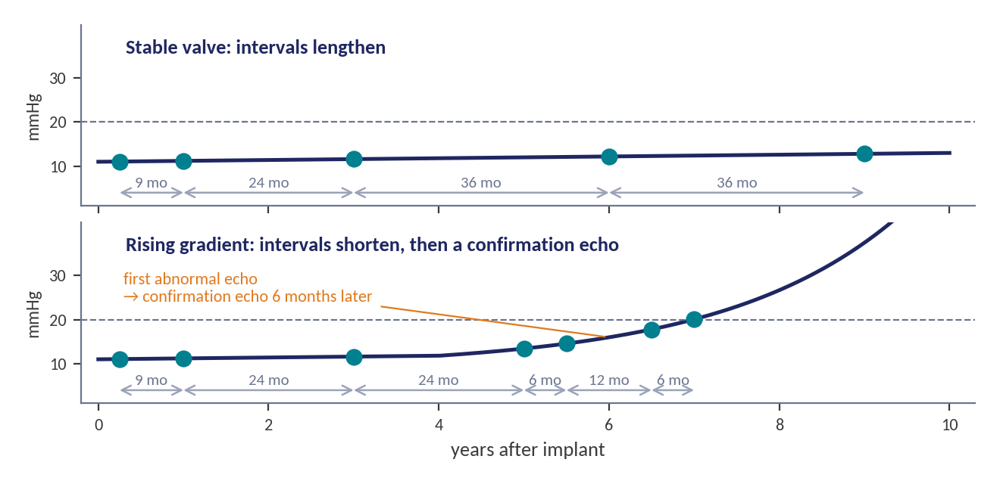 Stable valve: intervals lengthen
mmHg
30
20
10
9 mo
24 mo
36 mo
36 mo
Rising gradient: intervals shorten, then a confirmation echo
first abnormal echo
→ confirmation echo 6 months later
mmHg
30
20
10
9 mo
24 mo
24 mo
6 mo
12 mo
6 mo
0
2
4
6
8
10
years after implant